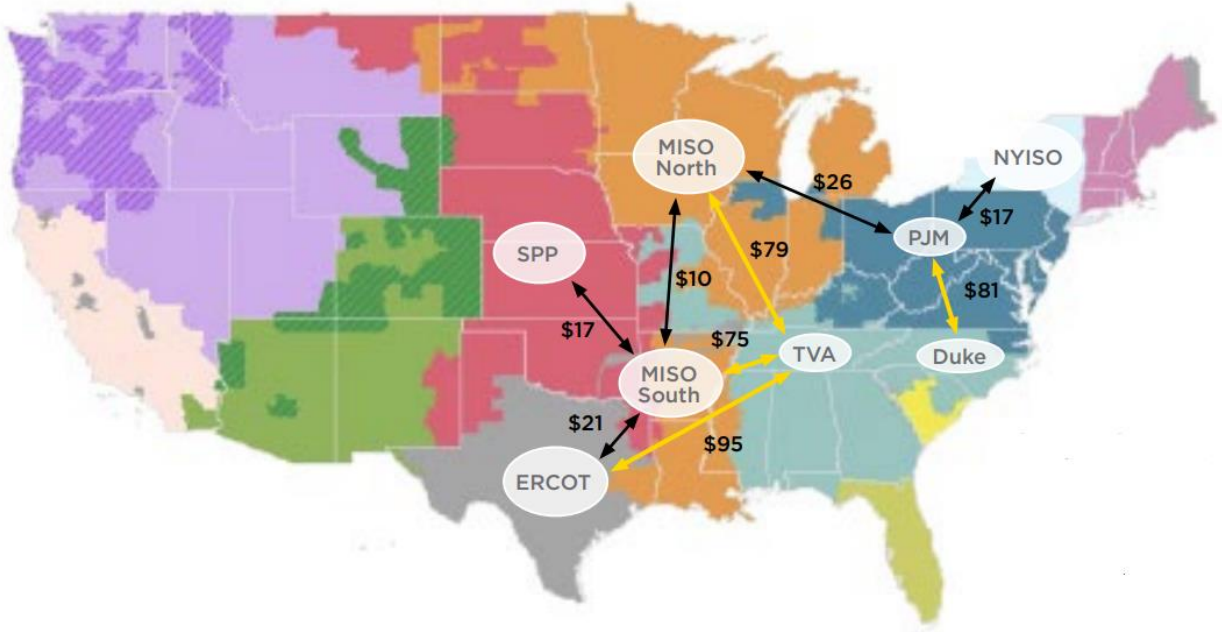 MISO
North
NYISO
$26
$17
PJM
SPP
$79
$10
$81
$17
$75
TVA
Duke
MISO
South
$21
$95
ERCOT